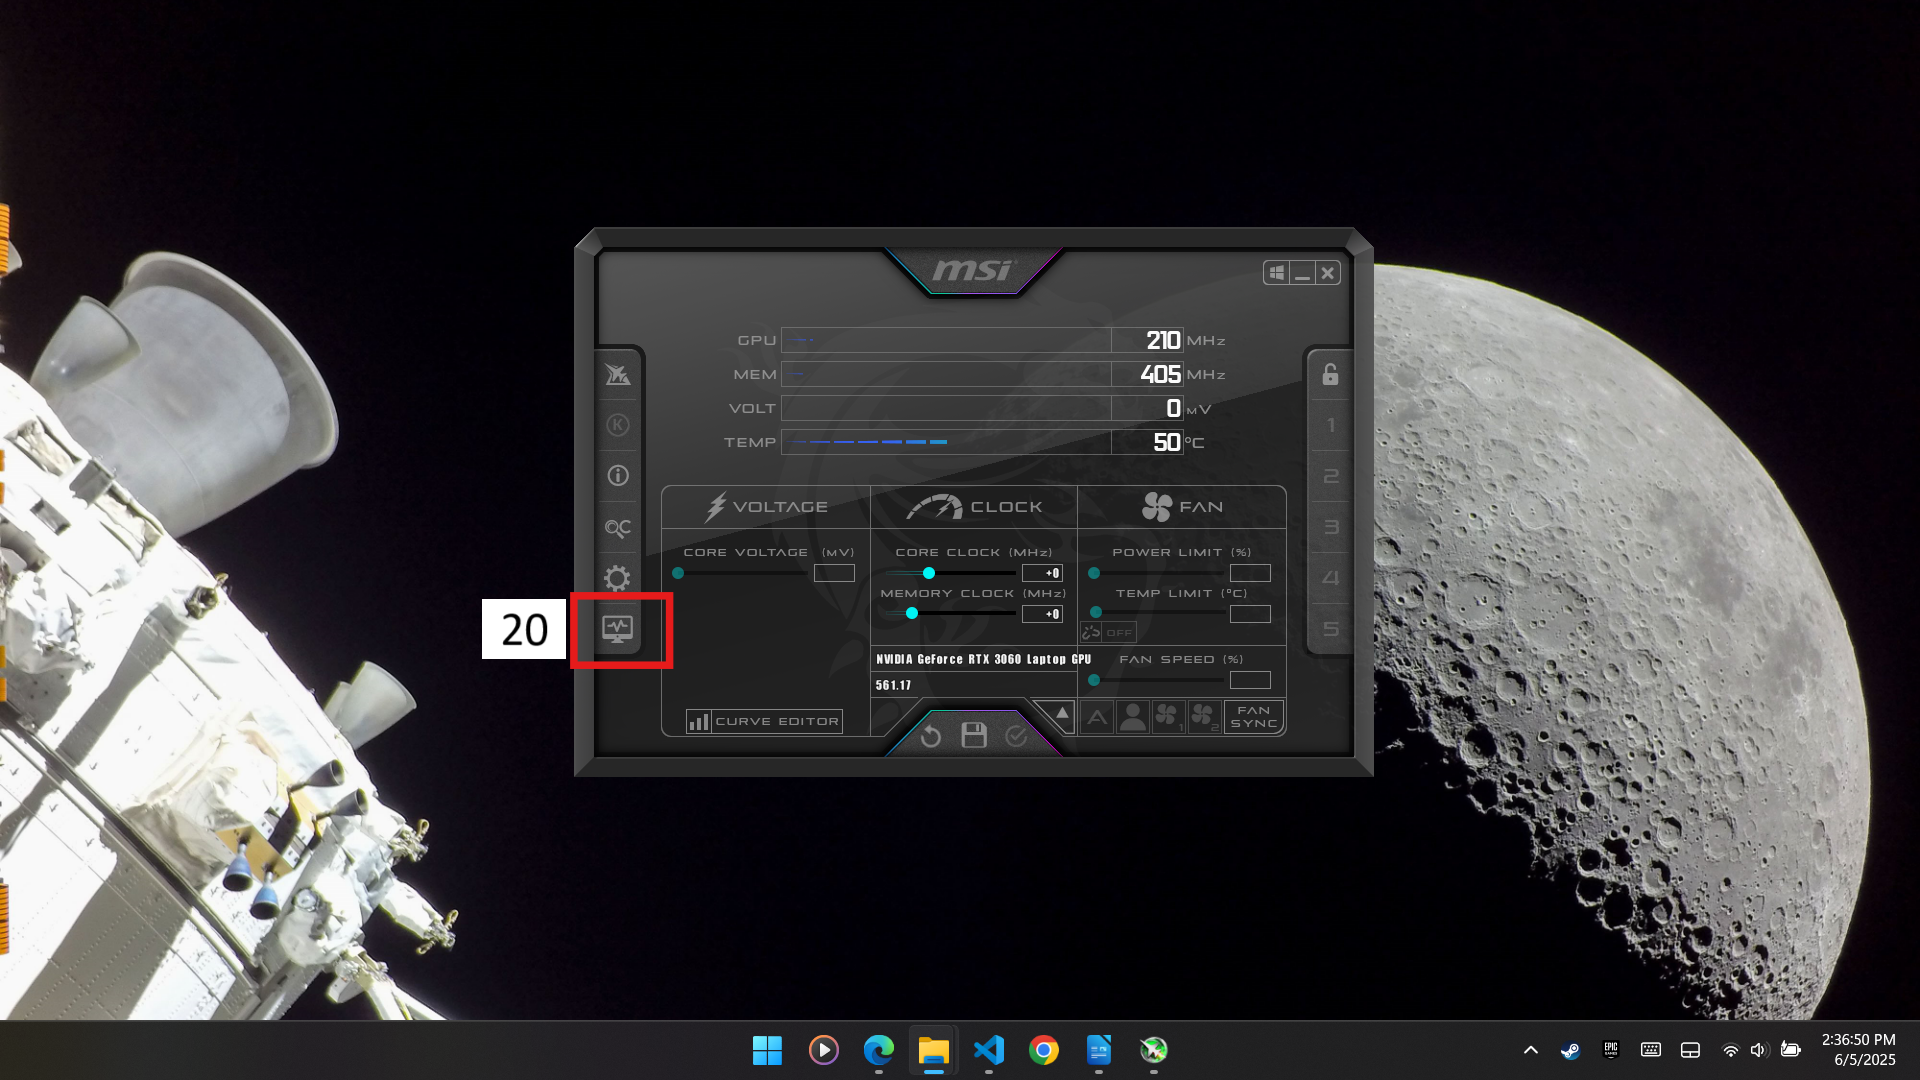 msi
GPU 210 MHz
MEM 405 MHz
VOLT 0 MV
TEMP 50 °C
K
OC
1
2
3
4
5
VOLTAGE
CLOCK
FAN
CORE VOLTAGE (MV)
CORE CLOCK (MHz)
+0
MEMORY CLOCK (MHz)
+0
POWER LIMIT (%)
TEMP LIMIT (°C)
OFF
20
NVIDIA GeForce RTX 3060 Laptop GPU
561.17
FAN SPEED (%)
CURVE EDITOR
A
1
2
FAN
SYNC
EPIC
GAMES
2:36:50 PM
6/5/2025